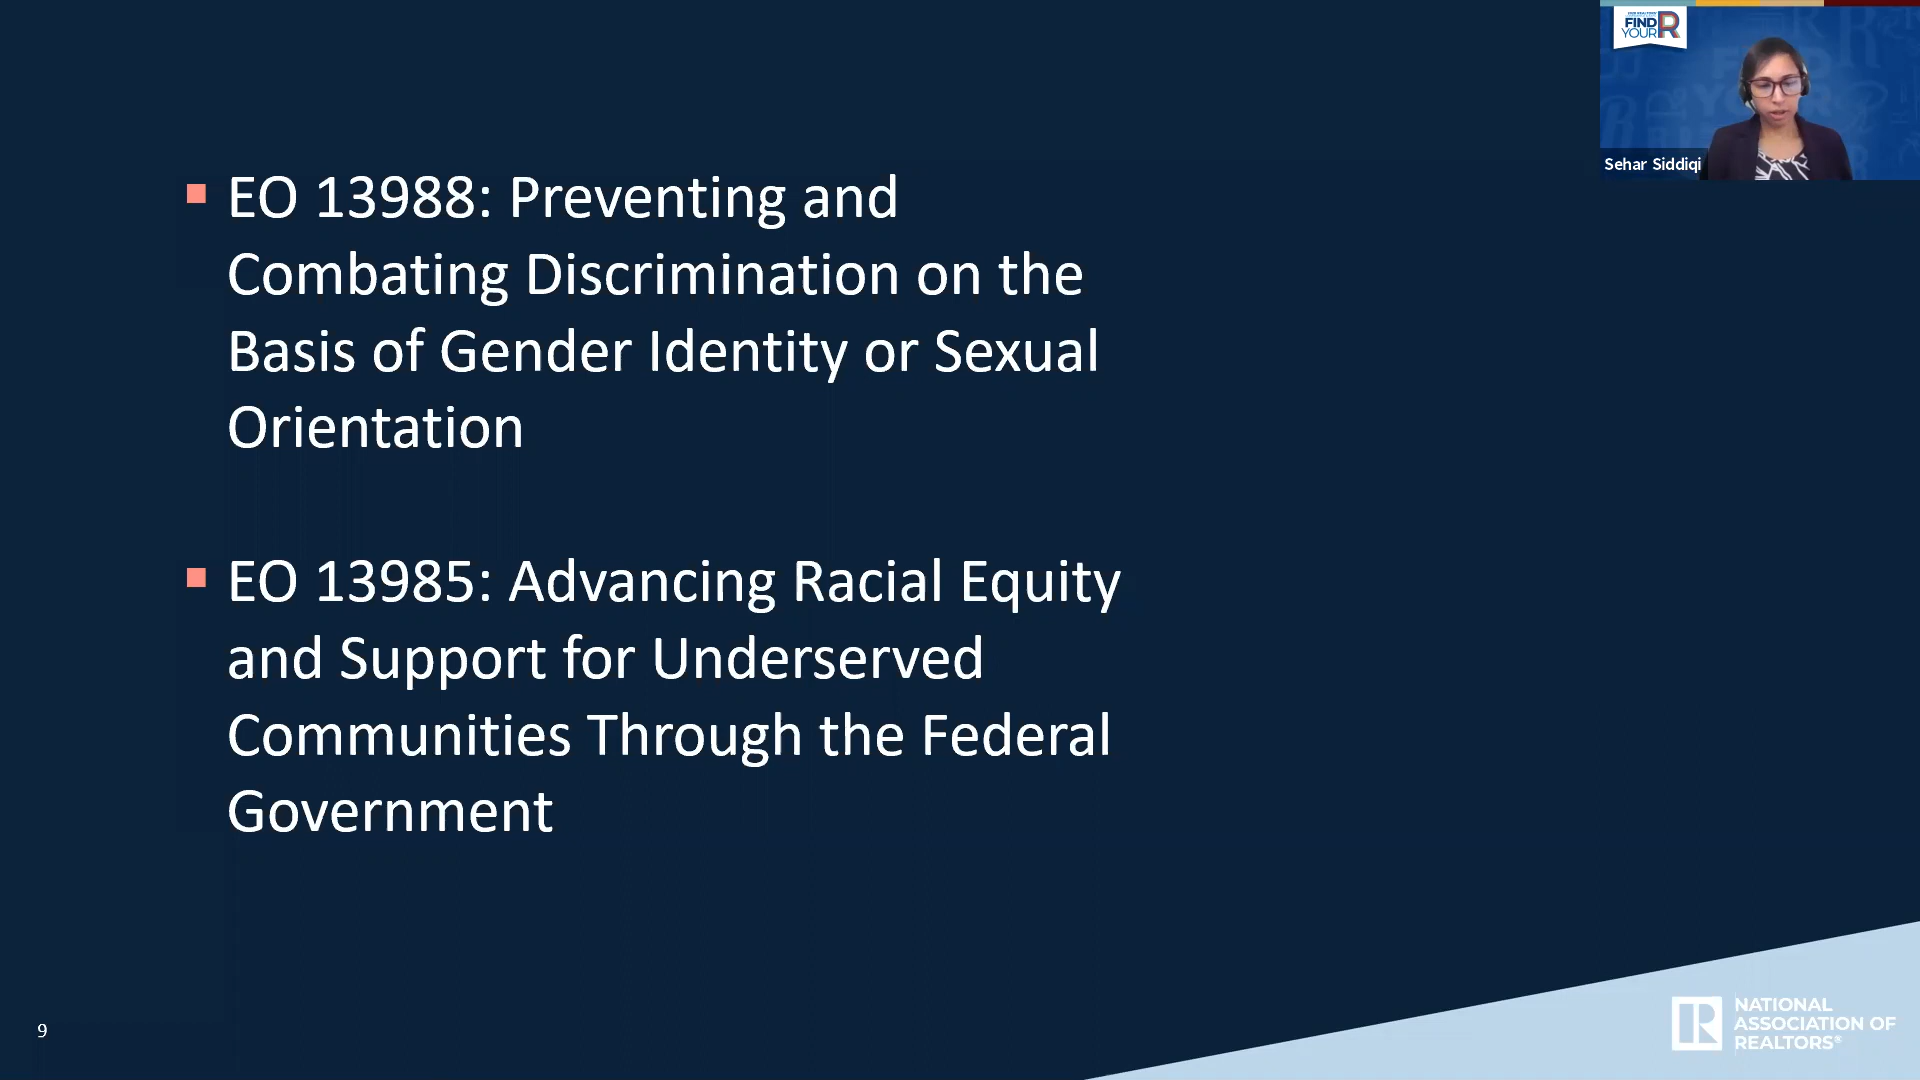 FIND
YOUR R
Sehar Siddiqi
EO 13988: Preventing and
Combating Discrimination on the
Basis of Gender Identity or Sexual
Orientation
EO 13985: Advancing Racial Equity
and Support for Underserved
Communities Through the Federal
Government
9
R
NATIONAL
ASSOCIATION OF
REALTORS®